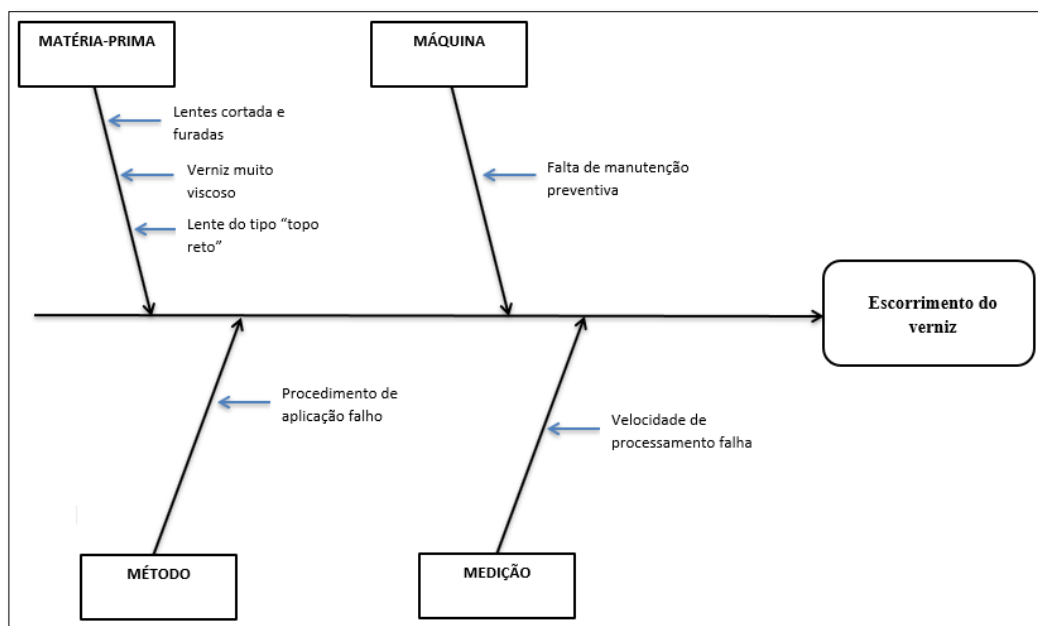 MATÉRIA-PRIMA
MÁQUINA
Lentes cortada e
furadas
Verniz muito
viscoso
Lente do tipo “topo
reto”
Falta de manutenção
preventiva
Escorrimento do
verniz
Procedimento de
aplicação falho
Velocidade de
processamento falha
MÉTODO
MEDIÇÃO